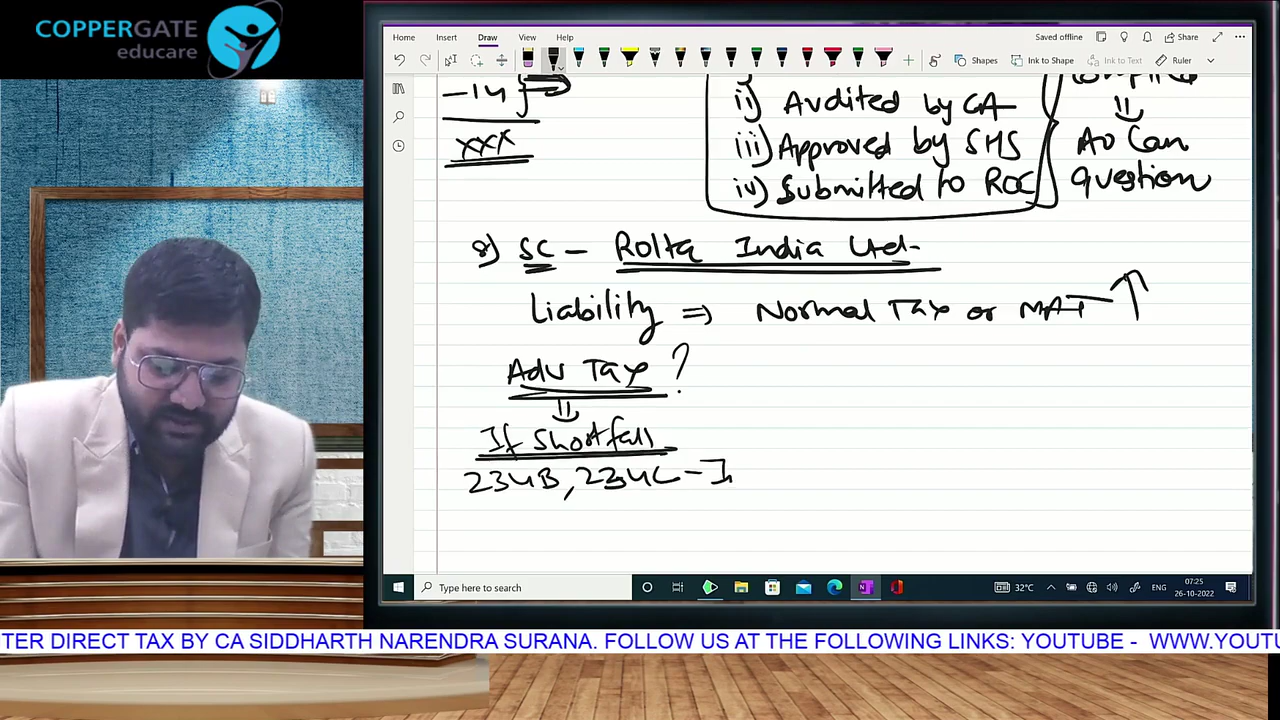 COPPERGATE
educare
Home Insert Draw View Help
Saved offline
Share
Shapes
Ink to Shape
Ink to Text
Ruler
-14
XXX
ii) Audited by CA
iii) Approved by SHS
iv) Submitted to ROC
AO Can
question
8) SC - Rolta India Ltd.
Liability ⇒ Normal Tax or MAT ↑
Adv Tax ?
If Shortfall
234B, 234C - I
Type here to search
32°C
ENG
07:25
26-10-2022
TER DIRECT TAX BY CA SIDDHARTH NARENDRA SURANA. FOLLOW US AT THE FOLLOWING LINKS: YOUTUBE - WWW.YOUTU